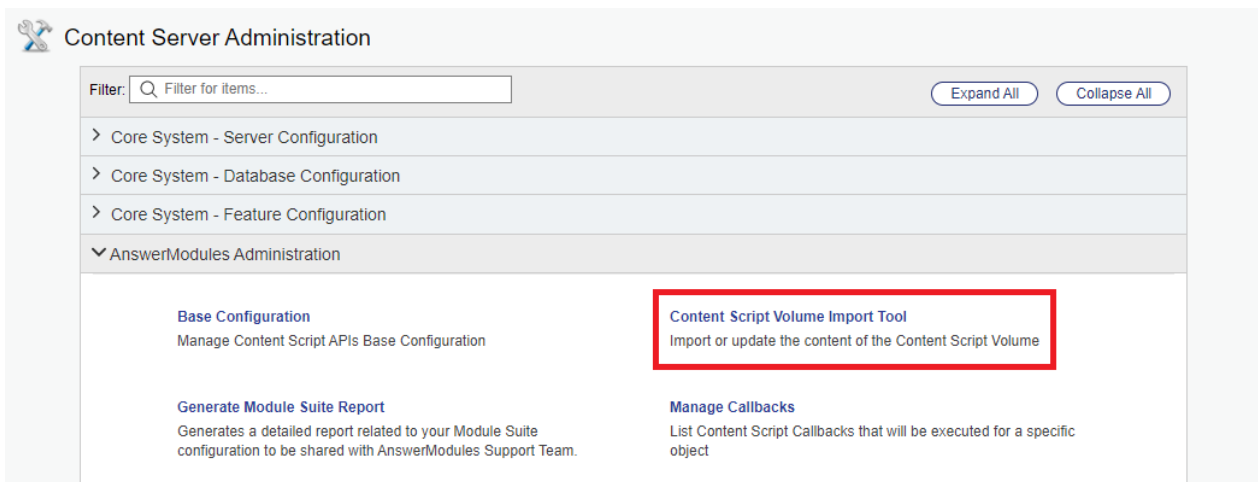 Content Server Administration
Filter: Filter for items... Expand All Collapse All
Core System - Server Configuration
Core System - Database Configuration
Core System - Feature Configuration
AnswerModules Administration
Base Configuration
Manage Content Script APIs Base Configuration
Content Script Volume Import Tool
Import or update the content of the Content Script Volume
Generate Module Suite Report
Generates a detailed report related to your Module Suite
configuration to be shared with AnswerModules Support Team.
Manage Callbacks
List Content Script Callbacks that will be executed for a specific
object